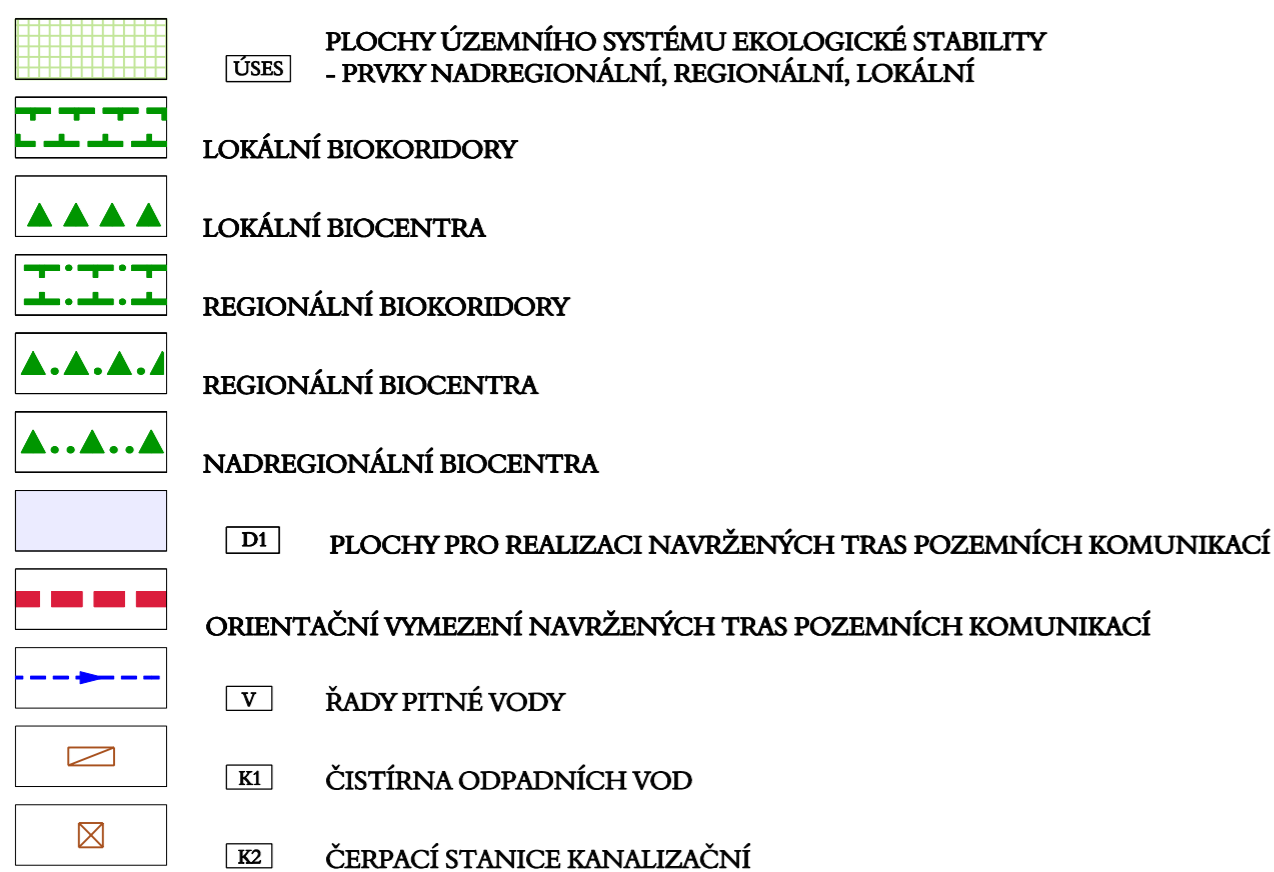 ÚSES PLOCHY ÚZEMNÍHO SYSTÉMU EKOLOGICKÉ STABILITY
- PRVKY NADREGIONÁLNÍ, REGIONÁLNÍ, LOKÁLNÍ
LOKÁLNÍ BIOKORIDORY
LOKÁLNÍ BIOCENTRA
REGIONÁLNÍ BIOKORIDORY
REGIONÁLNÍ BIOCENTRA
NADREGIONÁLNÍ BIOCENTRA
D1 PLOCHY PRO REALIZACI NAVRŽENÝCH TRAS POZEMNÍCH KOMUNIKACÍ
ORIENTAČNÍ VYMEZENÍ NAVRŽENÝCH TRAS POZEMNÍCH KOMUNIKACÍ
V ŘADY PITNÉ VODY
K1 ČISTÍRNA ODPADNÍCH VOD
K2 ČERPACÍ STANICE KANALIZAČNÍ